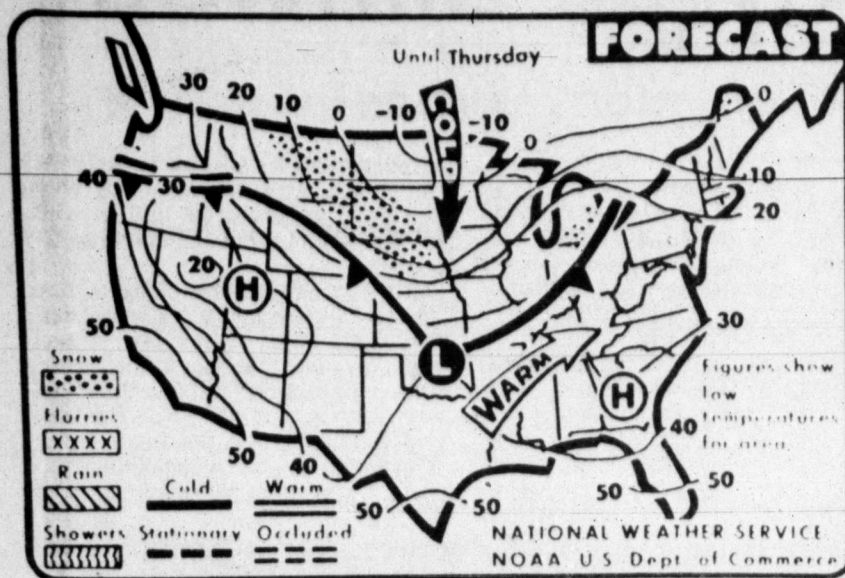 FORECAST
Until Thursday
30 20 10 0 -10 COLD -10 0 0
40 30 -10
20
20 H
50 30
L
WARM H
Figures show
low
temperatures
for area.
40
50 40 50 50 50 50
Snow
Flurries
XXXX
Rain
Cold Warm
Showers Stationary Occluded
NATIONAL WEATHER SERVICE
NOAA U S Dept. of Commerce